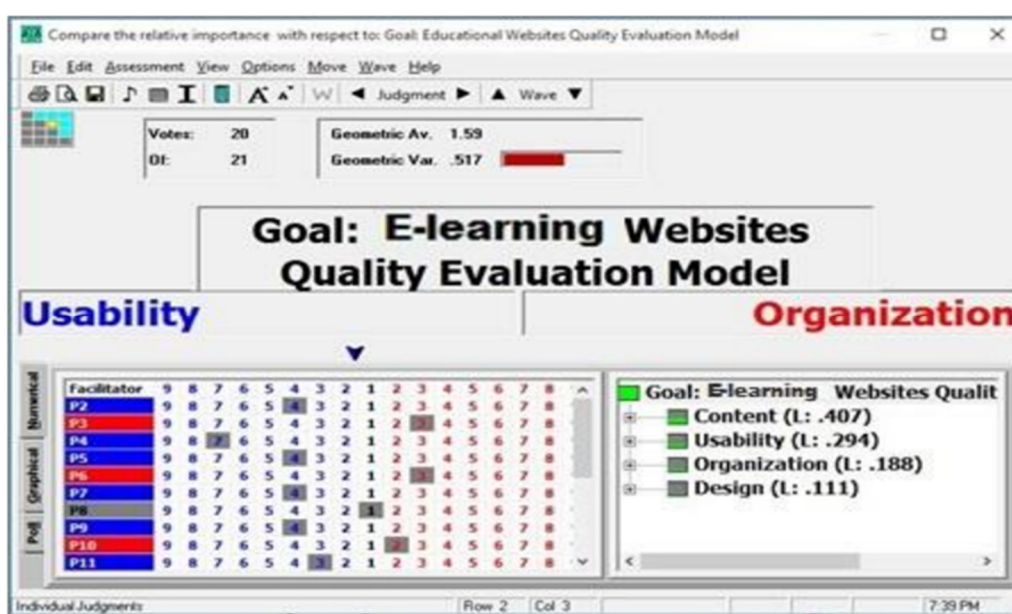 Compare the relative importance with respect to: Goal: Educational Websites Quality Evaluation Model
File Edit Assessment View Options Move Wave Help
Judgment Wave
Votes: 20
Of: 21
Geometric Av. 1.59
Geometric Var. .517
Goal: E-learning Websites
Quality Evaluation Model
Usability
Organization
Numerical
Graphical
Poll
Facilitator 9 8 7 6 5 4 3 2 1 2 3 4 5 6 7 8
P2 9 8 7 6 5 4 3 2 1 2 3 4 5 6 7 8
P3 9 8 7 6 5 4 3 2 1 2 3 4 5 6 7 8
P4 9 8 7 6 5 4 3 2 1 2 3 4 5 6 7 8
P5 9 8 7 6 5 4 3 2 1 2 3 4 5 6 7 8
P6 9 8 7 6 5 4 3 2 1 2 3 4 5 6 7 8
P7 9 8 7 6 5 4 3 2 1 2 3 4 5 6 7 8
P8 9 8 7 6 5 4 3 2 1 2 3 4 5 6 7 8
P9 9 8 7 6 5 4 3 2 1 2 3 4 5 6 7 8
P10 9 8 7 6 5 4 3 2 1 2 3 4 5 6 7 8
P11 9 8 7 6 5 4 3 2 1 2 3 4 5 6 7 8
Goal: E-learning Websites Qualit
Content (L: .407)
Usability (L: .294)
Organization (L: .188)
Design (L: .111)
Individual Judgments
Row 2 Col 3
7:39 PM